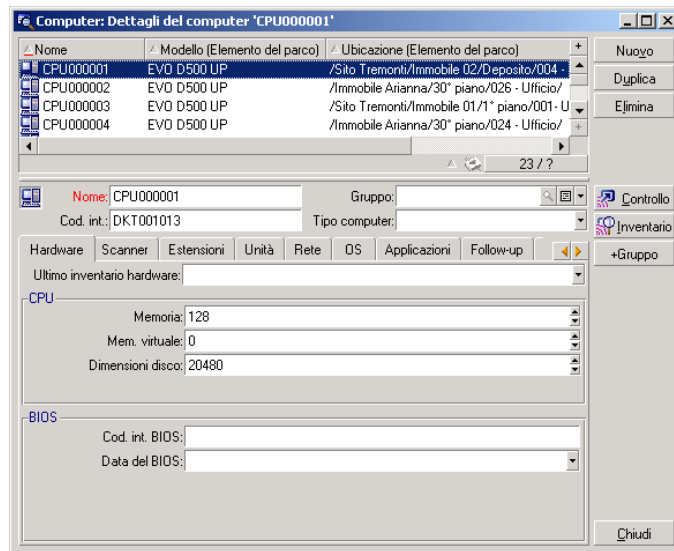 Computer: Dettagli del computer 'CPU000001'
Nome Modello (Elemento del parco) Ubicazione (Elemento del parco) +
CPU000001 EVO D500 UP /Sito Tremonti/Immobile 02/Deposito/004 -
CPU000002 EVO D500 UP /Immobile Arianna/30° piano/026 - Ufficio/
CPU000003 EVO D500 UP /Sito Tremonti/Immobile 01/1° piano/001- U
CPU000004 EVO D500 UP /Immobile Arianna/30° piano/024 - Ufficio/
23 / ?
Nuovo
Duplica
Elimina
Nome: CPU000001 Gruppo:
Cod. int.: DKT001013 Tipo computer:
Controllo
Inventario
+Gruppo
Hardware Scanner Estensioni Unità Rete OS Applicazioni Follow-up
Ultimo inventario hardware:
CPU
Memoria: 128
Mem. virtuale: 0
Dimensioni disco: 20480
BIOS
Cod. int. BIOS:
Data del BIOS:
Chiudi